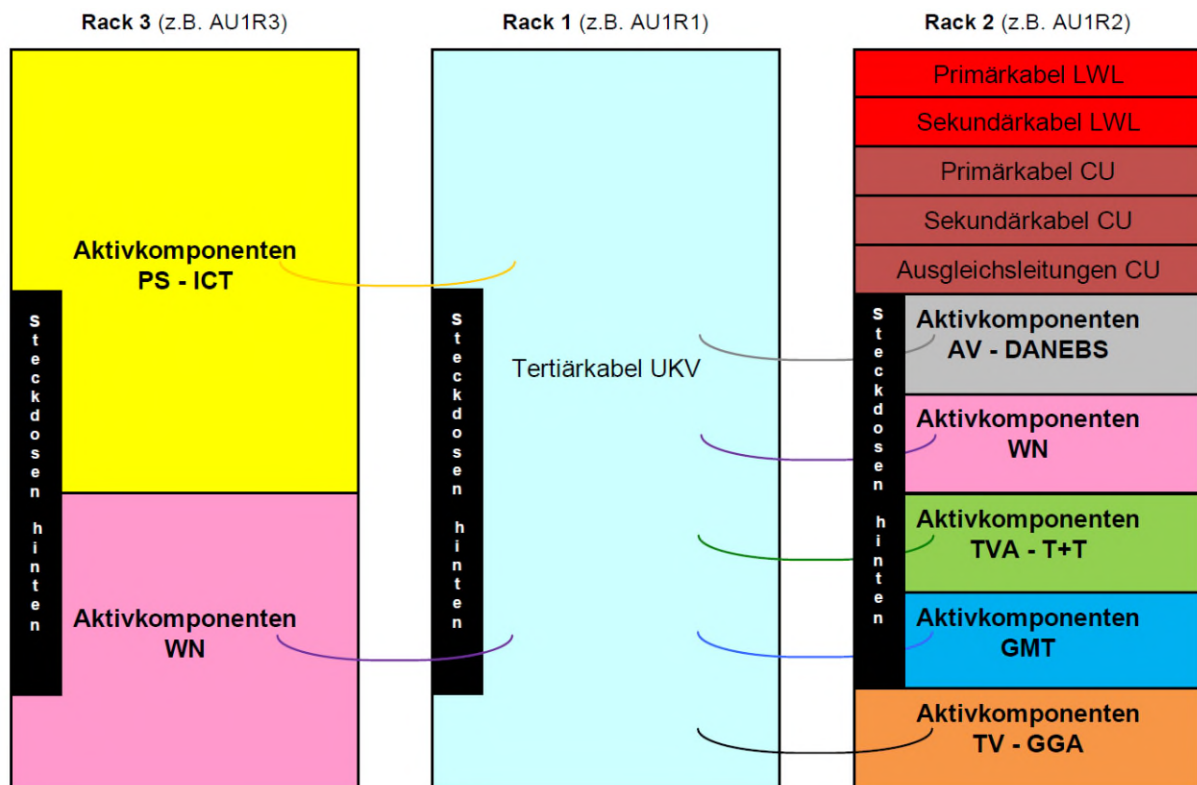 Rack 3 (z.B. AU1R3)
Aktivkomponenten
PS - ICT
Steckdosen hinten
Aktivkomponenten
WN
Rack 1 (z.B. AU1R1)
Steckdosen hinten
Tertiärkabel UKV
Rack 2 (z.B. AU1R2)
Primärkabel LWL
Sekundärkabel LWL
Primärkabel CU
Sekundärkabel CU
Ausgleichsleitungen CU
Steckdosen hinten
Aktivkomponenten
AV - DANEBS
Aktivkomponenten
WN
Aktivkomponenten
TVA - T+T
Aktivkomponenten
GMT
Aktivkomponenten
TV - GGA